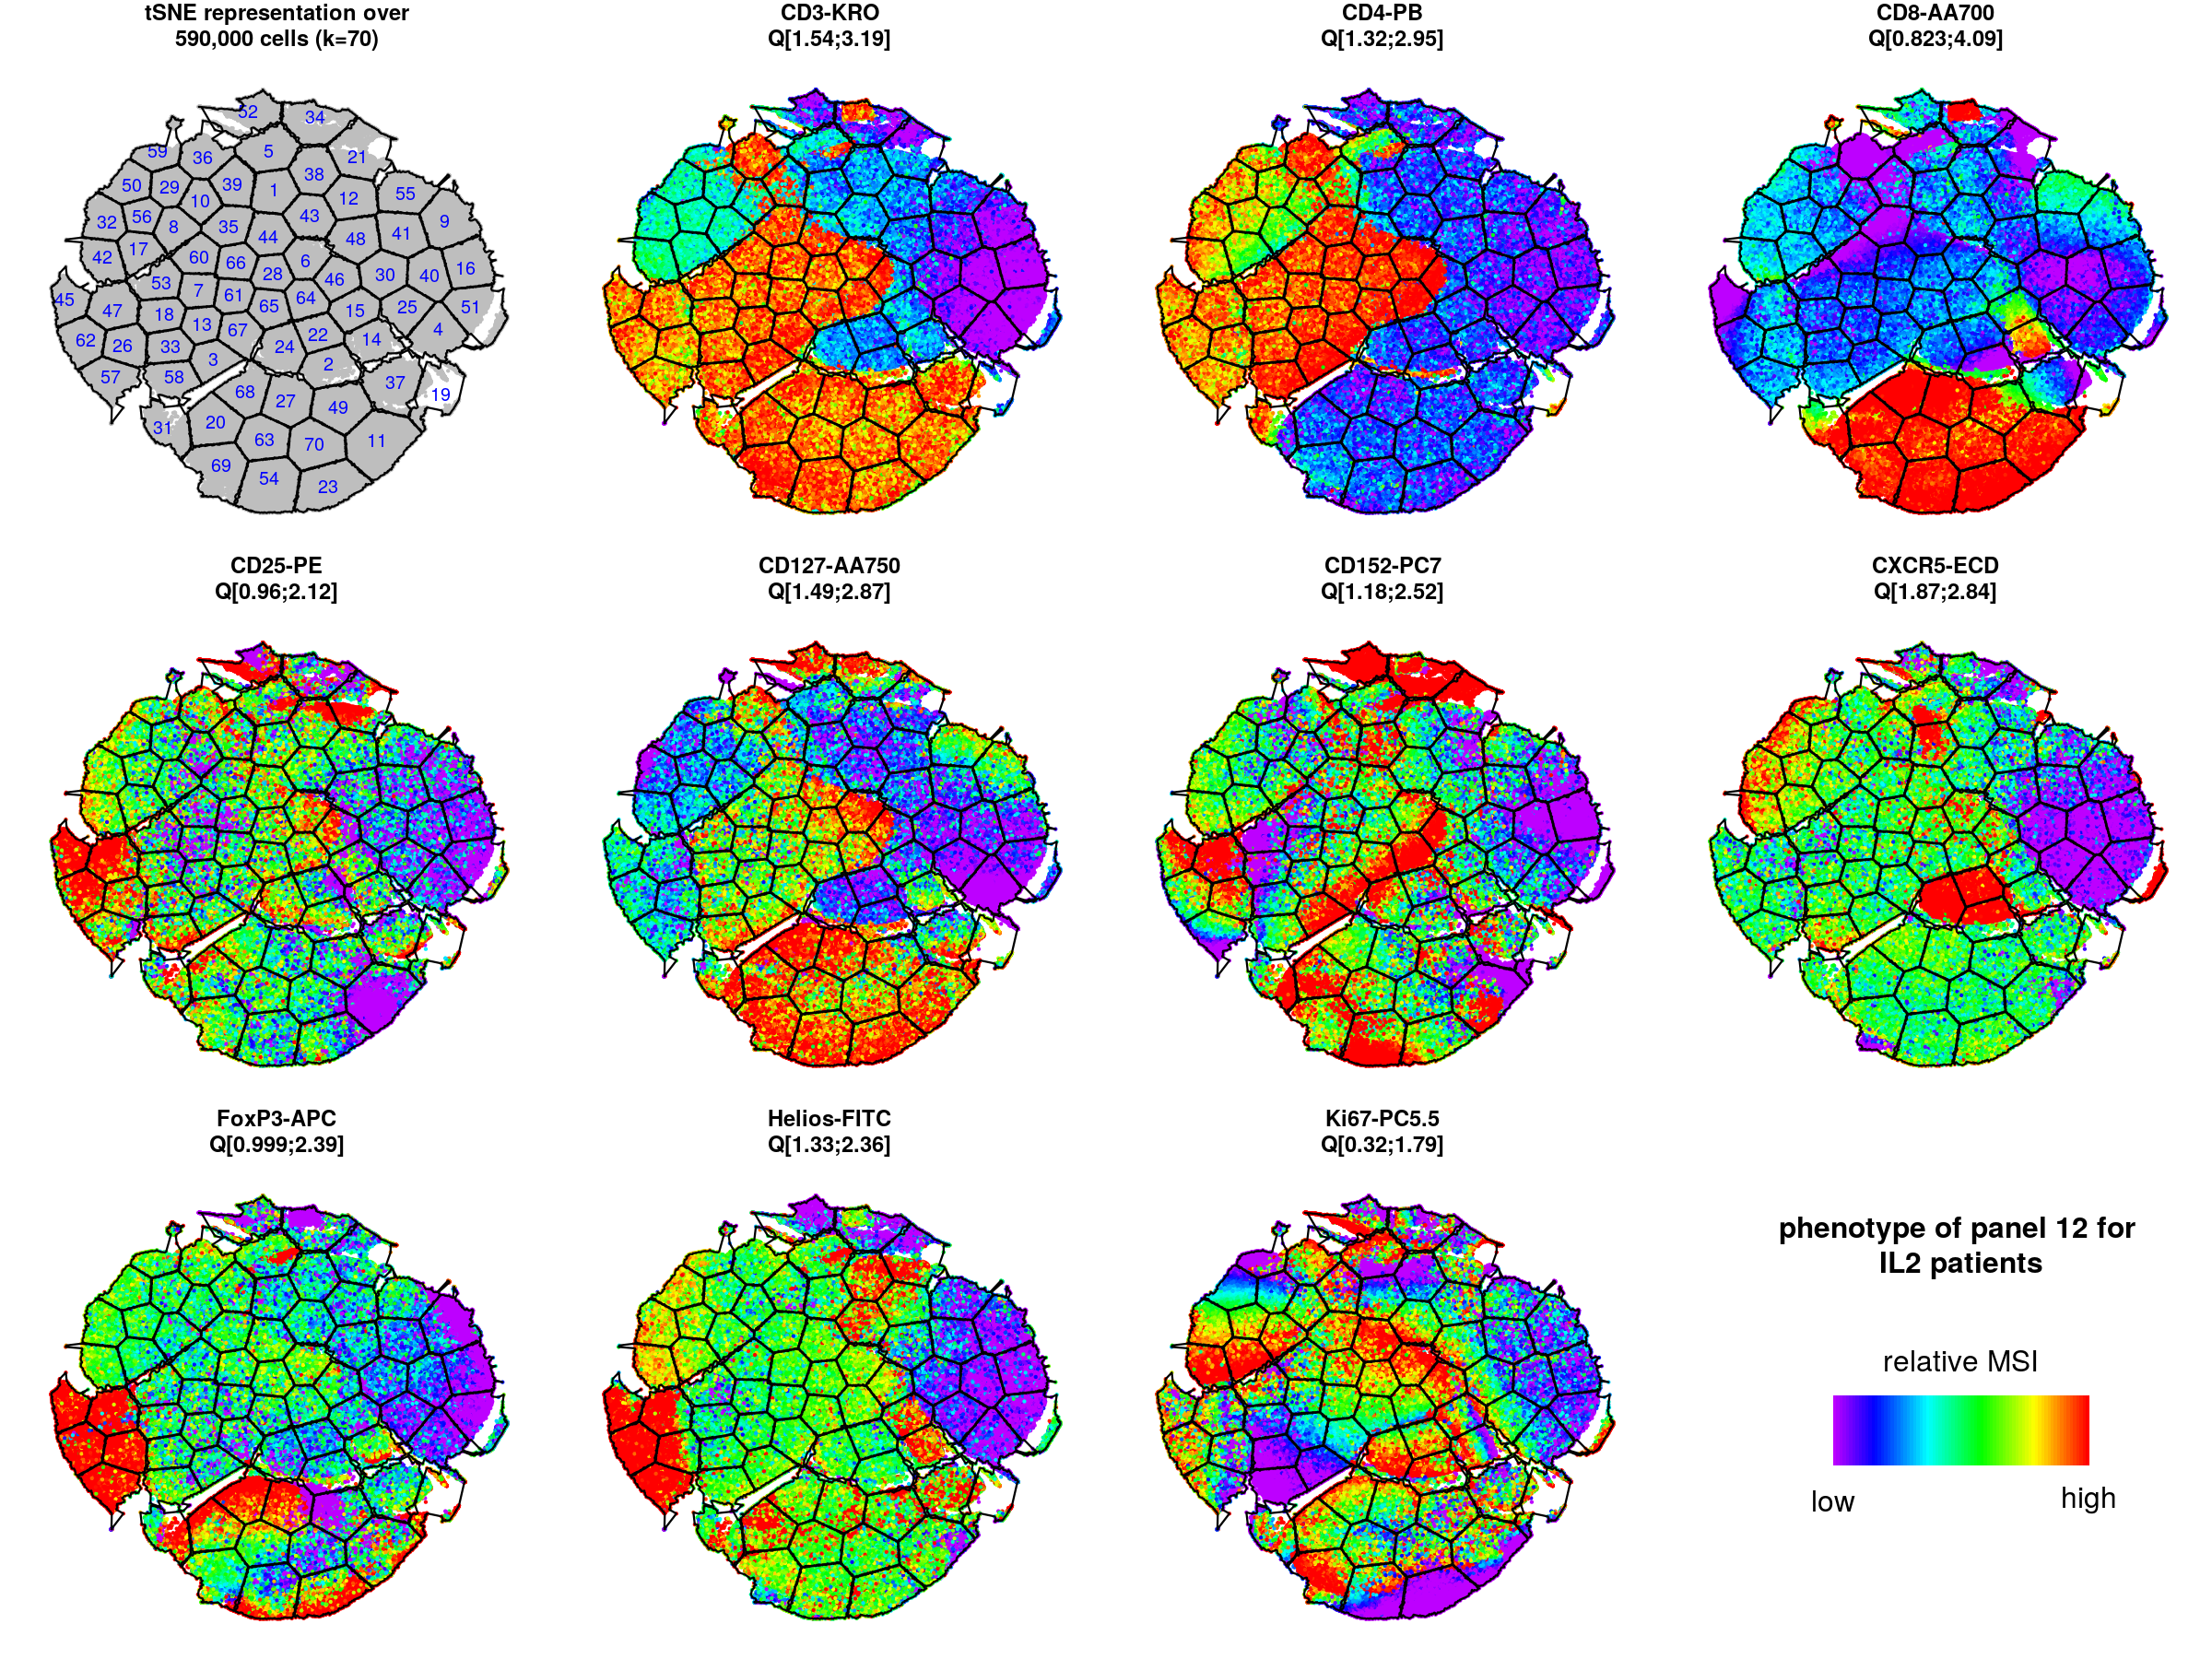 tSNE representation over
590,000 cells (k=70)
CD3-KRO
Q[1.54;3.19]
CD4-PB
Q[1.32;2.95]
CD8-AA700
Q[0.823;4.09]
52
34
59
36
5
21
38
50
29
39
1
12
55
10
32
56
8
35
43
9
44
48
41
42
17
60
66
6
28
46
30
40
16
53
7
61
65
64
45
47
18
15
25
51
13
67
22
4
62
26
33
24
14
3
2
57
58
68
37
27
49
19
31
20
63
70
11
69
54
23
CD25-PE
Q[0.96;2.12]
CD127-AA750
Q[1.49;2.87]
CD152-PC7
Q[1.18;2.52]
CXCR5-ECD
Q[1.87;2.84]
FoxP3-APC
Q[0.999;2.39]
Helios-FITC
Q[1.33;2.36]
Ki67-PC5.5
Q[0.32;1.79]
phenotype of panel 12 for
IL2 patients
relative MSI
low
high